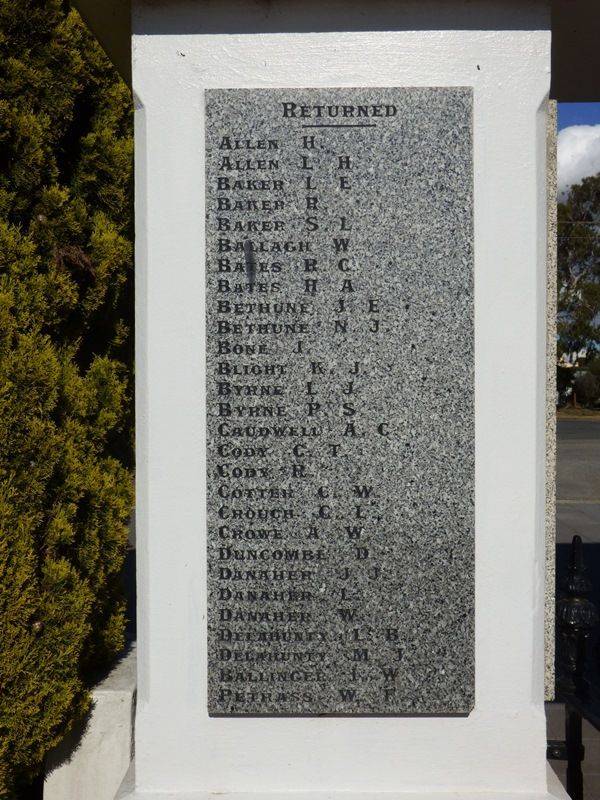 RETURNED
ALLEN H.
ALLEN L. H.
BAKER L. E.
BAKER R.
BAKER S. L.
BALLAGH W.
BATES R. C.
BATES H. A.
BETHUNE J. E.
BETHUNE N. J.
BONE I.
BLIGHT K. J.
BYRNE L. J.
BYRNE P. S.
CAUDWELL A. C.
CODY C. T.
CODY R.
COTTER G. W.
CROUCH C. L.
CROWE A. W.
DUNCOMBE D.
DANAHER J. J.
DANAHER L.
DANAHER W.
DELAHUNTY L. B.
DELAHUNTY M. J.
BALLINGER I. W.
PETRASS W. F.